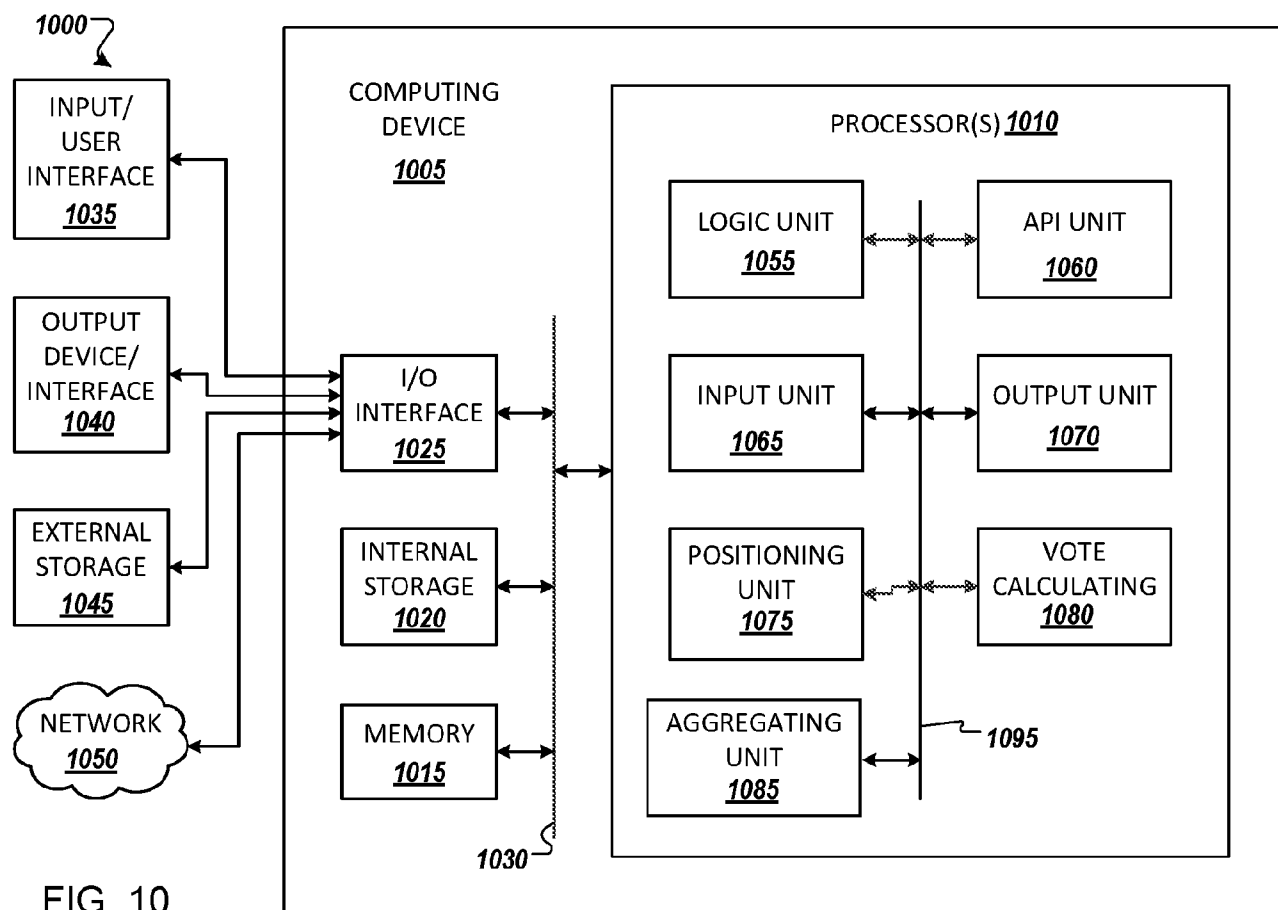 1000
INPUT/
USER
INTERFACE
1035
OUTPUT
DEVICE/
INTERFACE
1040
EXTERNAL
STORAGE
1045
NETWORK
1050
COMPUTING
DEVICE
1005
I/O
INTERFACE
1025
INTERNAL
STORAGE
1020
MEMORY
1015
1030
PROCESSOR(S) 1010
LOGIC UNIT
1055
API UNIT
1060
INPUT UNIT
1065
OUTPUT UNIT
1070
POSITIONING
UNIT
1075
VOTE
CALCULATING
1080
AGGREGATING
UNIT
1085
1095
FIG. 10